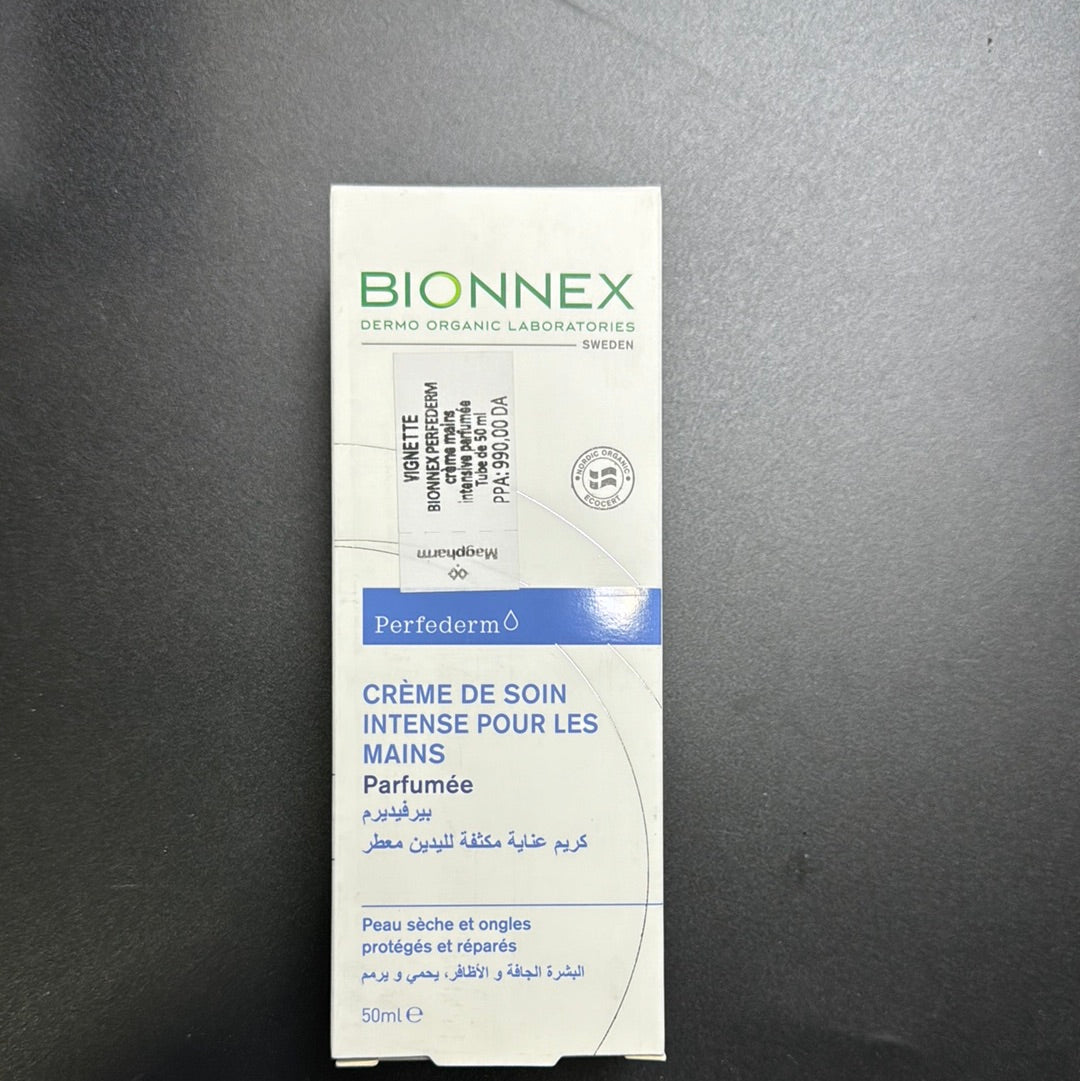 BIONNEX
DERMO ORGANIC LABORATORIES
SWEDEN
VIGNETTE
BIONNEX PERFEDERM
crème mains
intensive parfumée
Tube de 50 ml
PPA: 990,00 DA
Magpharm
NORDIC ORGANIC
ECOCERT
Perfederm
CRÈME DE SOIN
INTENSE POUR LES
MAINS
Parfumée
بيرفيديرم
كريم عناية مكثفة لليدين معطر
Peau sèche et ongles
protégés et réparés
البشرة الجافة و الأظافر، يحمي و يرمم
50ml e